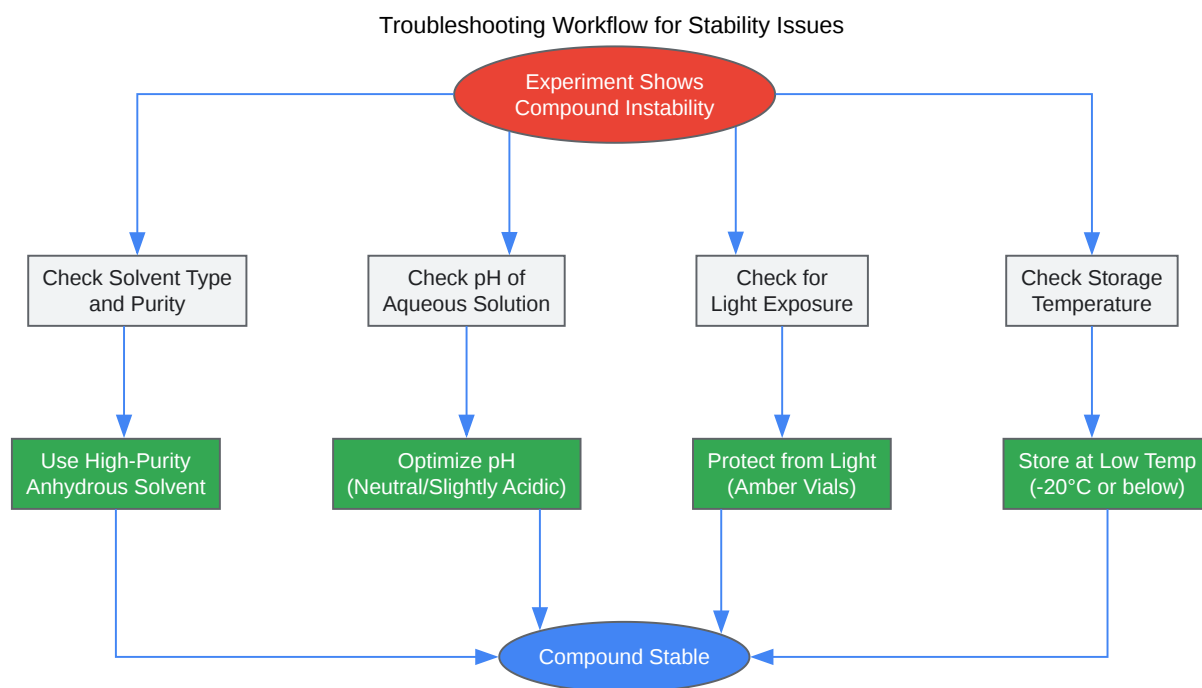 Troubleshooting Workflow for Stability Issues
Experiment Shows
Compound Instability
Check Solvent Type
and Purity
Check pH of
Aqueous Solution
Check for
Light Exposure
Check Storage
Temperature
Use High-Purity
Anhydrous Solvent
Optimize pH
(Neutral/Slightly Acidic)
Protect from Light
(Amber Vials)
Store at Low Temp
(-20°C or below)
Compound Stable